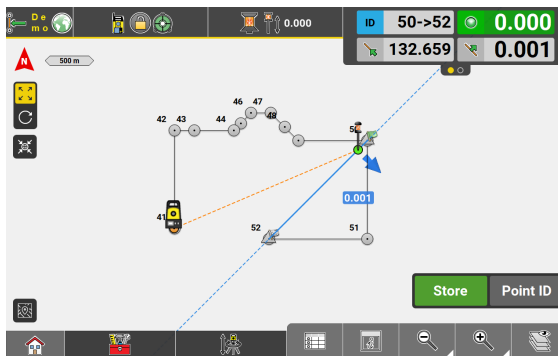 De
mo
0.000
ID 50->52 0.000
132.659 0.001
N
500 m
46 47
42 43 44 48
41
0.001
52 51
Store Point ID